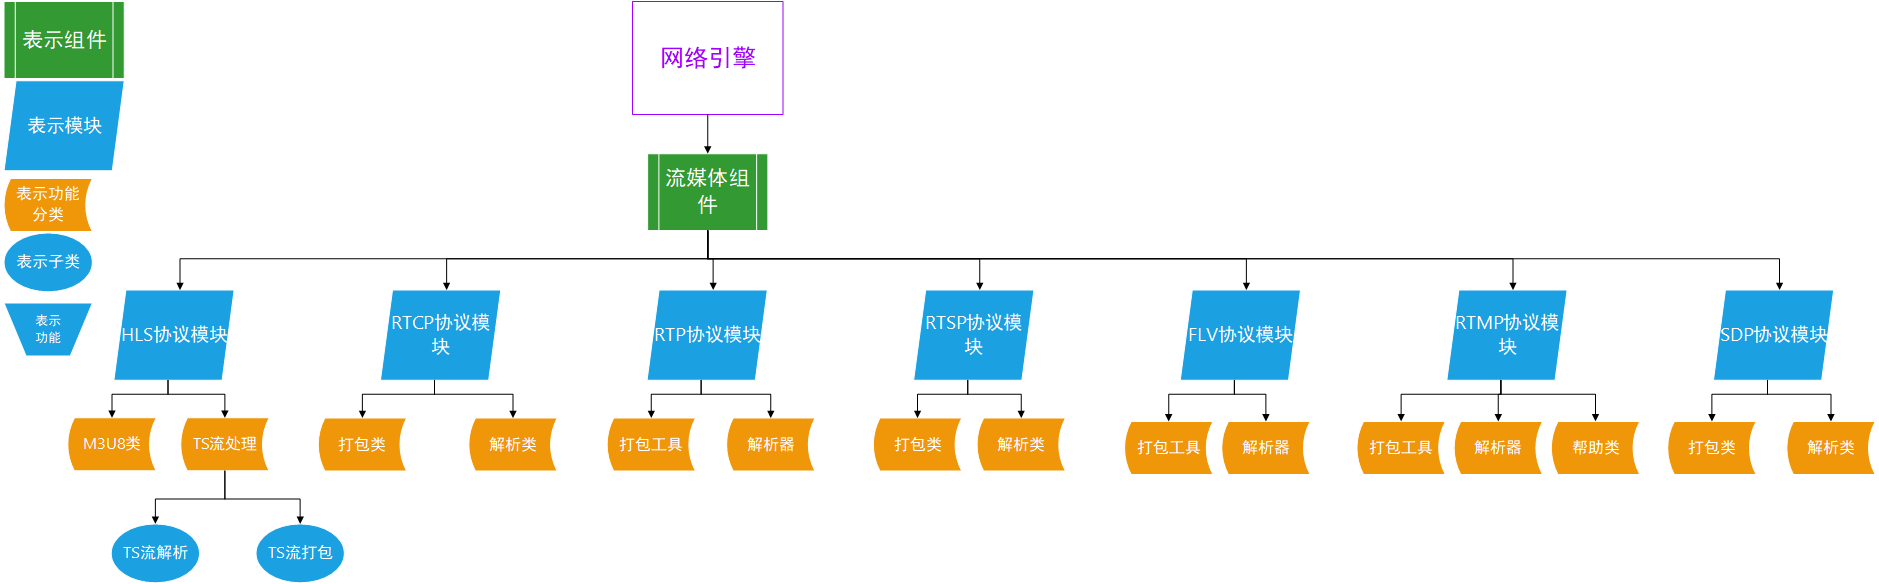 表示组件
表示模块
表示功能
分类
表示子类
表示
功能
网络引擎
流媒体组
件
HLS协议模块
RTCP协议模
块
RTP协议模块
RTSP协议模
块
FLV协议模块
RTMP协议模
块
SDP协议模块
M3U8类
TS流处理
打包类
解析类
打包工具
解析器
打包类
解析类
打包工具
解析器
打包工具
解析器
帮助类
打包类
解析类
TS流解析
TS流打包